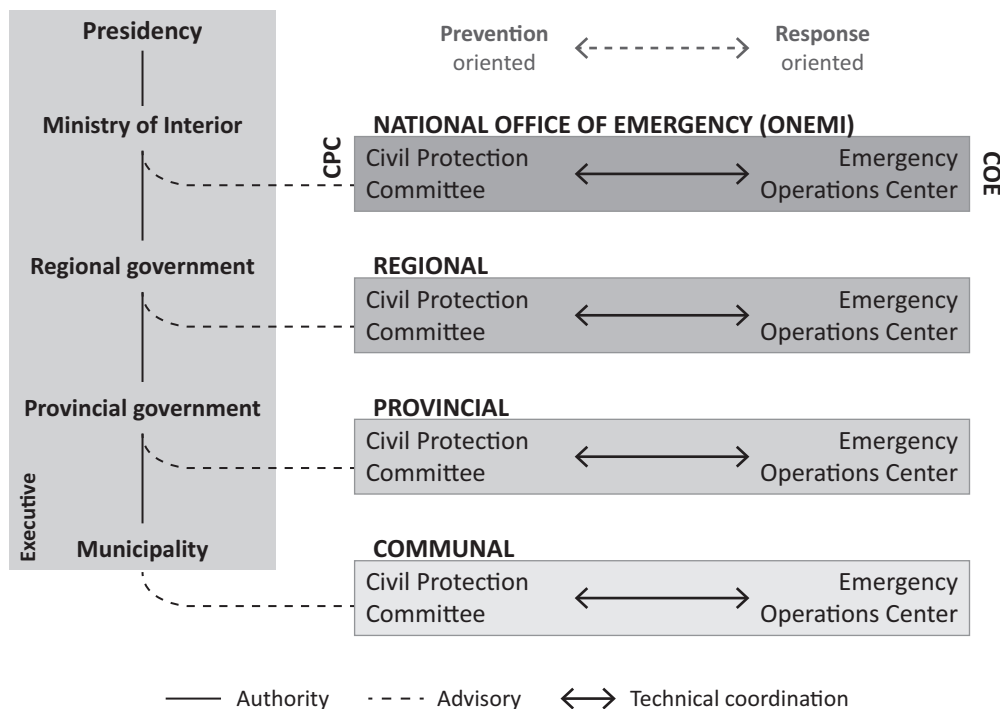 Presidency
Ministry of Interior
Regional government
Provincial government
Municipality
Executive
Prevention
oriented
Response
oriented
NATIONAL OFFICE OF EMERGENCY (ONEMI)
CPC
Civil Protection
Committee
Emergency
Operations Center
COE
REGIONAL
Civil Protection
Committee
Emergency
Operations Center
PROVINCIAL
Civil Protection
Committee
Emergency
Operations Center
COMMUNAL
Civil Protection
Committee
Emergency
Operations Center
Authority
Advisory
Technical coordination